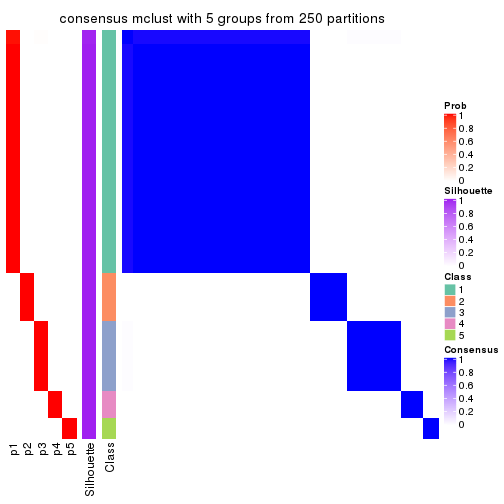 consensus mclust with 5 groups from 250 partitions
Prob
1
0.8
0.6
0.4
0.2
0
Silhouette
1
0.8
0.6
0.4
0.2
0
Class
1
2
3
4
5
Consensus
1
0.8
0.6
0.4
0.2
0
p1
p2
p3
p4
p5
Silhouette
Class